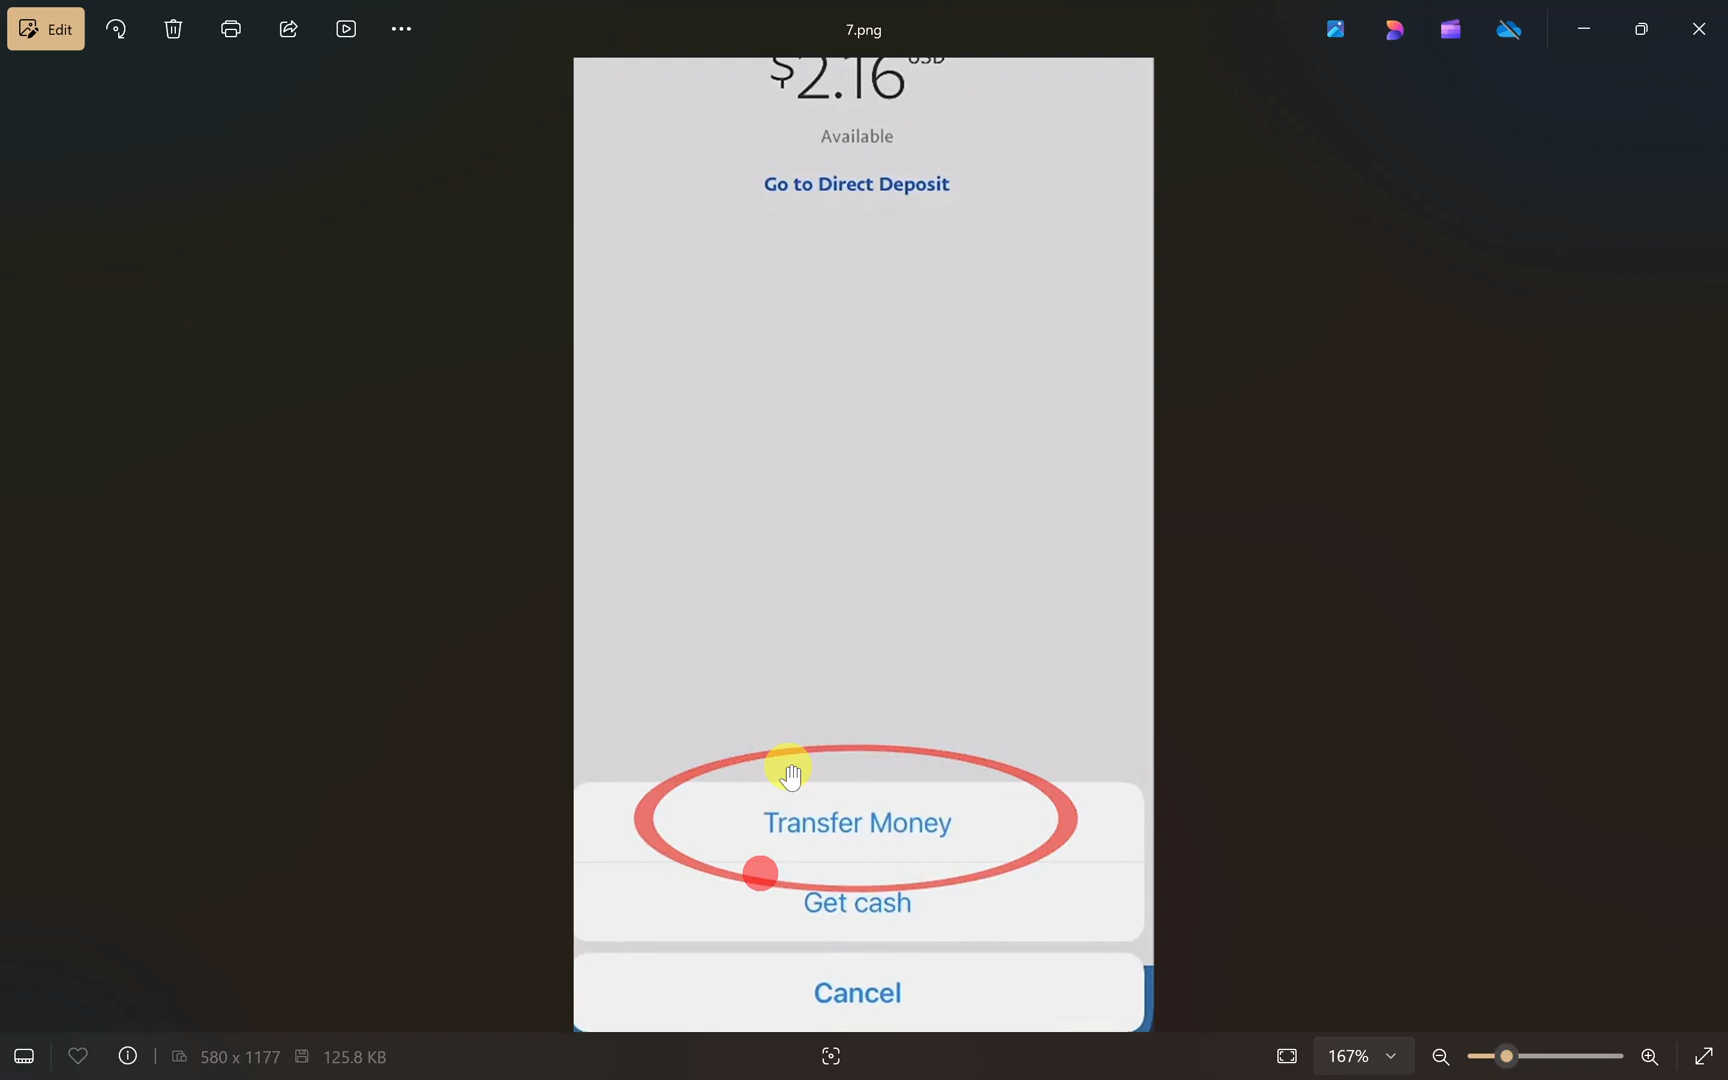 Edit
7.png
$2.16 USD
Available
Go to Direct Deposit
Transfer Money
Get cash
Cancel
580 x 1177
125.8 KB
167%